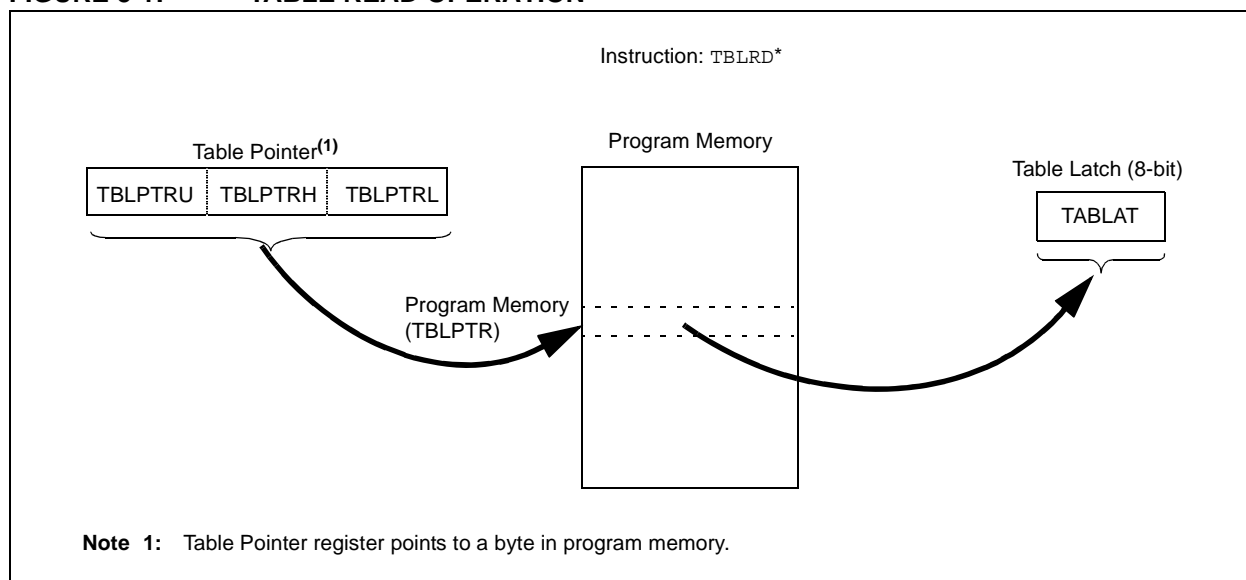 Instruction: TBLRD*
Table Pointer(1)
TBLPTRU TBLPTRH TBLPTRL
Program Memory
Table Latch (8-bit)
TABLAT
Program Memory
(TBLPTR)
Note 1: Table Pointer register points to a byte in program memory.